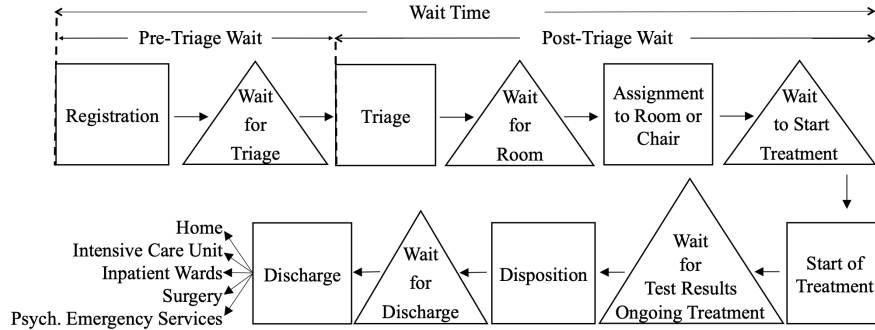 Wait Time
Pre-Triage Wait
Post-Triage Wait
Registration
Wait
for
Triage
Triage
Wait
for
Room
Assignment
to Room or
Chair
Wait
to Start
Treatment
Home
Intensive Care Unit
Inpatient Wards
Surgery
Psych. Emergency Services
Discharge
Wait
for
Discharge
Disposition
Wait
for
Test Results
Ongoing Treatment
Start of
Treatment